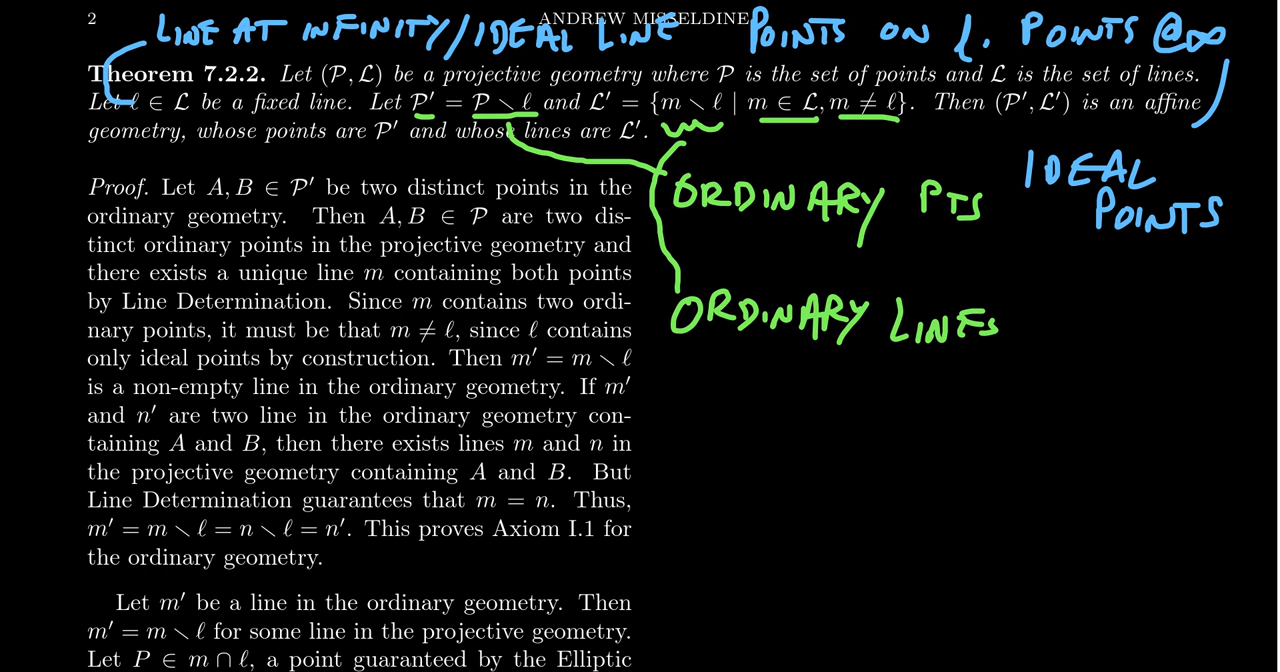 2 ANDREW MISSELDINE
LINE AT INFINITY/IDEAL LINE POINTS ON ℓ. POINTS @∞
Theorem 7.2.2. Let (𝒫, ℒ) be a projective geometry where 𝒫 is the set of points and ℒ is the set of lines.
Let ℓ ∈ ℒ be a fixed line. Let 𝒫′ = 𝒫 ∖ ℓ and ℒ′ = {m ∖ ℓ | m ∈ ℒ, m ≠ ℓ}. Then (𝒫′, ℒ′) is an affine
geometry, whose points are 𝒫′ and whose lines are ℒ′.
IDEAL
POINTS
ORDINARY PTS
ORDINARY LINES
Proof. Let A, B ∈ 𝒫′ be two distinct points in the
ordinary geometry. Then A, B ∈ 𝒫 are two dis-
tinct ordinary points in the projective geometry and
there exists a unique line m containing both points
by Line Determination. Since m contains two ordi-
nary points, it must be that m ≠ ℓ, since ℓ contains
only ideal points by construction. Then m′ = m ∖ ℓ
is a non-empty line in the ordinary geometry. If m′
and n′ are two line in the ordinary geometry con-
taining A and B, then there exists lines m and n in
the projective geometry containing A and B. But
Line Determination guarantees that m = n. Thus,
m′ = m ∖ ℓ = n ∖ ℓ = n′. This proves Axiom I.1 for
the ordinary geometry.
Let m′ be a line in the ordinary geometry. Then
m′ = m ∖ ℓ for some line in the projective geometry.
Let P ∈ m ∩ ℓ, a point guaranteed by the Elliptic